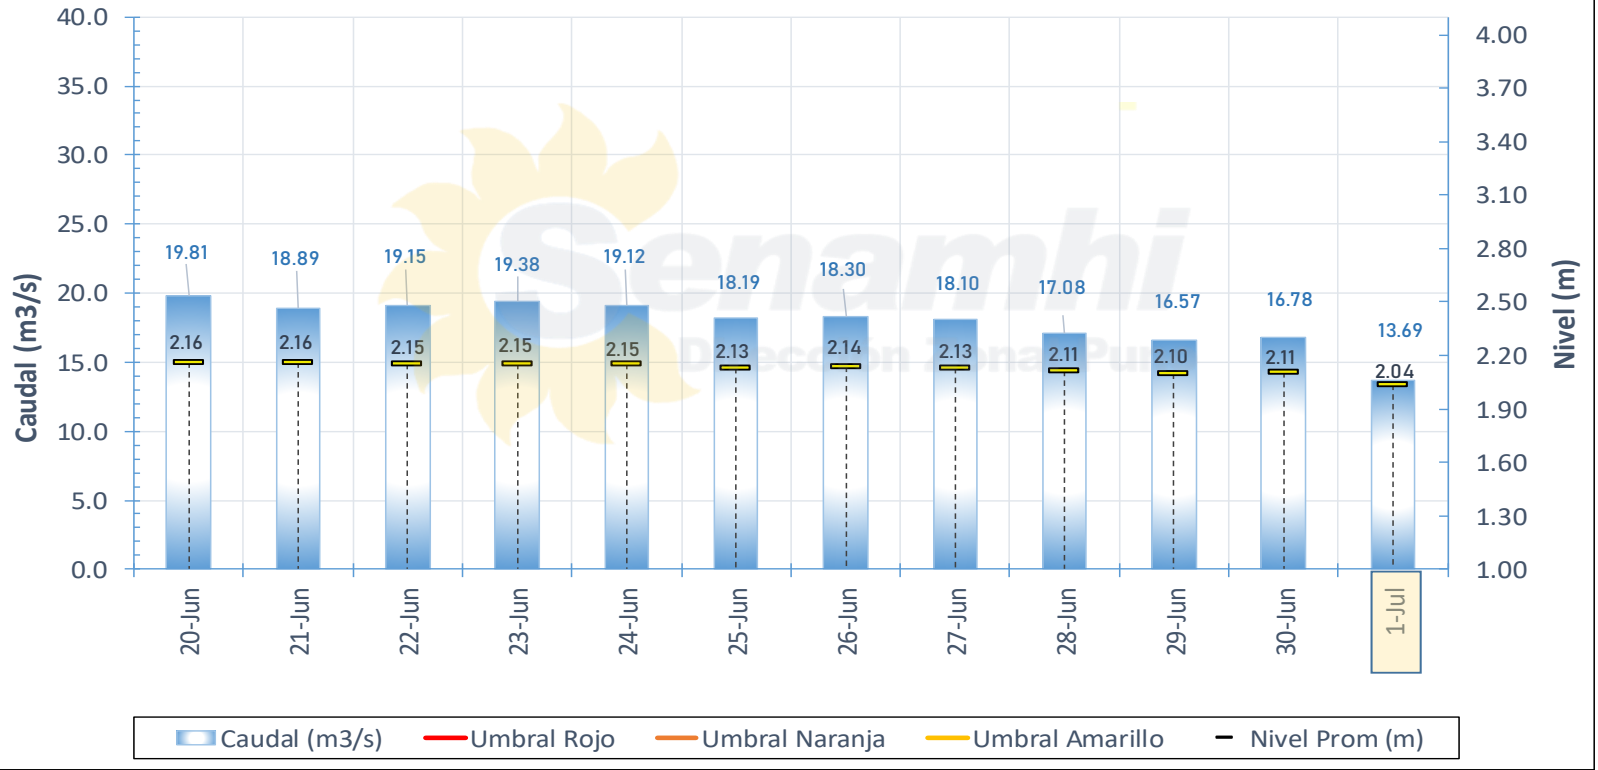 40.0
35.0
30.0
25.0
20.0
15.0
10.0
5.0
0.0
Caudal (m3/s)
4.00
3.70
3.40
3.10
2.80
2.50
2.20
1.90
1.60
1.30
1.00
Nivel (m)
Senamhi
Dirección Zonal Puno
19.81
18.89
19.15
19.38
19.12
18.19
18.30
18.10
17.08
16.57
16.78
13.69
2.16
2.16
2.15
2.15
2.15
2.13
2.14
2.13
2.11
2.10
2.11
2.04
20-Jun
21-Jun
22-Jun
23-Jun
24-Jun
25-Jun
26-Jun
27-Jun
28-Jun
29-Jun
30-Jun
1-Jul
Caudal (m3/s) Umbral Rojo Umbral Naranja Umbral Amarillo Nivel Prom (m)